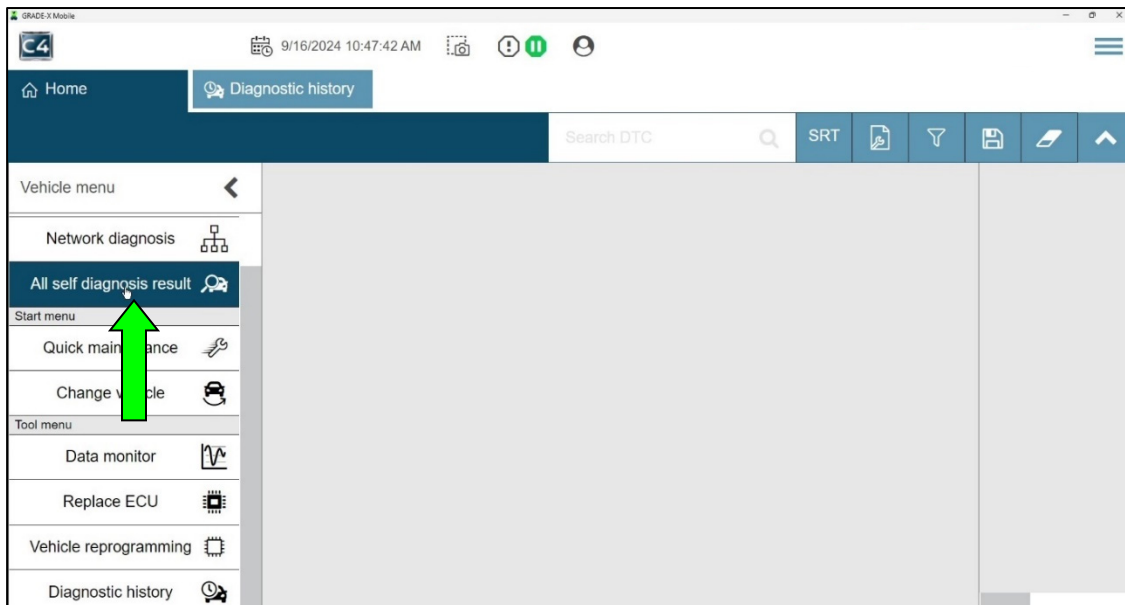 GRADE-X Mobile
C4
9/16/2024 10:47:42 AM
Home
Diagnostic history
Search DTC
SRT
Vehicle menu
Network diagnosis
All self diagnosis result
Start menu
Quick maintenance
Change vehicle
Tool menu
Data monitor
Replace ECU
Vehicle reprogramming
Diagnostic history